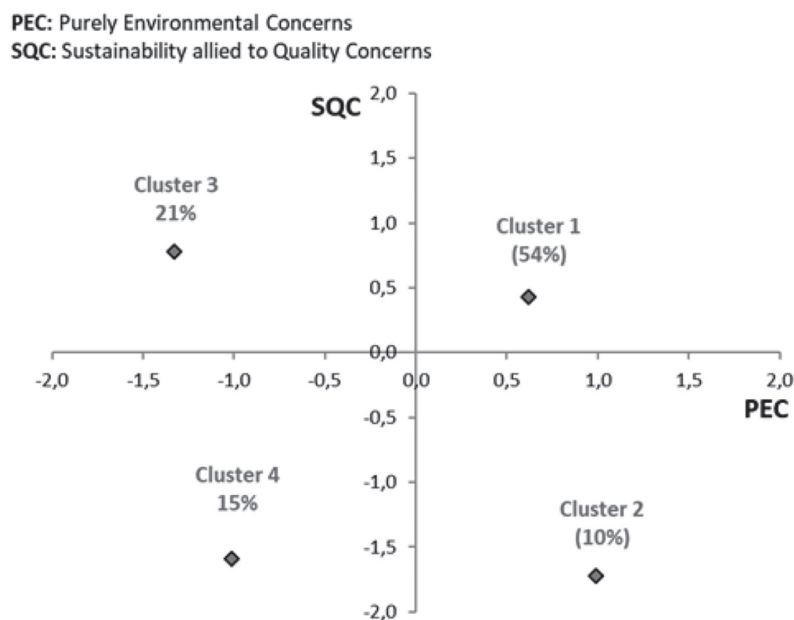 PEC: Purely Environmental Concerns
SQC: Sustainability allied to Quality Concerns
SQC
2,0
1,5
Cluster 3
21%
1,0
Cluster 1
(54%)
0,5
0,0
-2,0 -1,5 -1,0 -0,5 0,0 0,5 1,0 1,5 2,0
PEC
-0,5
Cluster 4
15%
-1,0
Cluster 2
(10%)
-1,5
-2,0